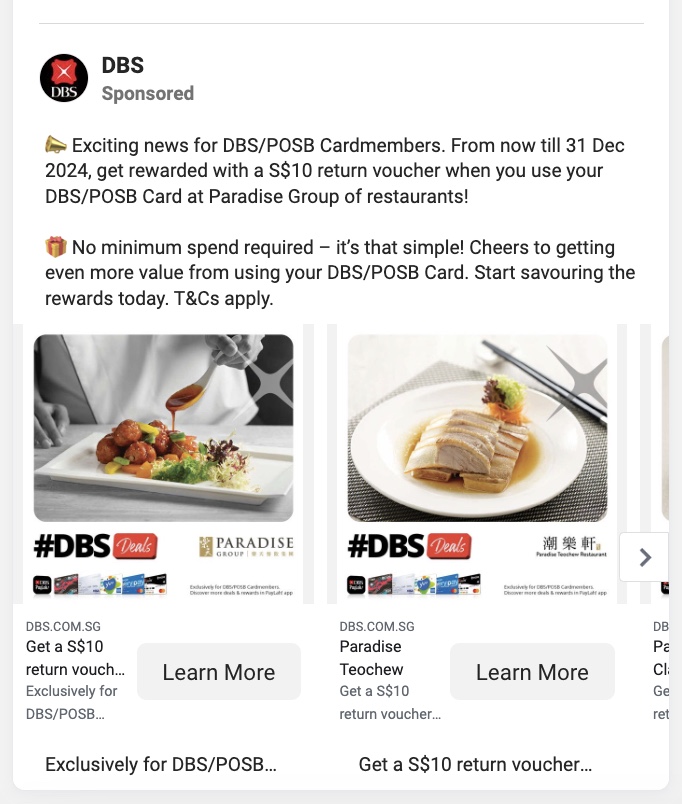 DBS
DBS
Sponsored
📣 Exciting news for DBS/POSB Cardmembers. From now till 31 Dec
2024, get rewarded with a S$10 return voucher when you use your
DBS/POSB Card at Paradise Group of restaurants!
🎁 No minimum spend required – it’s that simple! Cheers to getting
even more value from using your DBS/POSB Card. Start savouring the
rewards today. T&Cs apply.
#DBS Deals
PARADISE
GROUP
Exclusively for DBS/POSB Cardmembers.
Discover more deals & rewards in PayLah! app
#DBS Deals
潮樂軒
Paradise Teochew Restaurant
Exclusively for DBS/POSB Cardmembers.
Discover more deals & rewards in PayLah! app
DBS.COM.SG
Get a S$10
return vouch...
Exclusively for
DBS/POSB...
Learn More
DBS.COM.SG
Paradise
Teochew
Get a S$10
return voucher...
Learn More
DB
Pa
Cl
Ge
ret
Exclusively for DBS/POSB...
Get a S$10 return voucher...